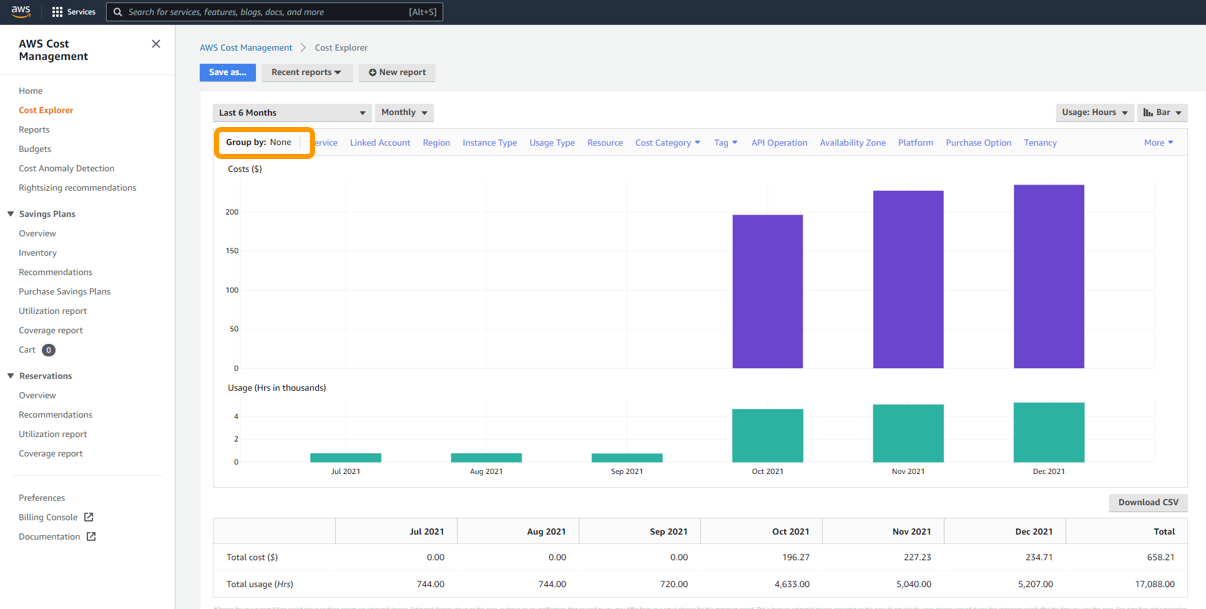 aws Services Search for services, features, blogs, docs, and more [Alt+S]
AWS Cost Management
Home
Cost Explorer
Reports
Budgets
Cost Anomaly Detection
Rightsizing recommendations
Savings Plans
Overview
Inventory
Recommendations
Purchase Savings Plans
Utilization report
Coverage report
Cart 0
Reservations
Overview
Recommendations
Utilization report
Coverage report
Preferences
Billing Console
Documentation
AWS Cost Management Cost Explorer
Save as... Recent reports New report
Last 6 Months Monthly Usage: Hours Bar
Group by: None ervice Linked Account Region Instance Type Usage Type Resource Cost Category Tag API Operation Availability Zone Platform Purchase Option Tenancy More
Costs ($)
200
150
100
50
0
Usage (Hrs in thousands)
4
2
0
Jul 2021 Aug 2021 Sep 2021 Oct 2021 Nov 2021 Dec 2021
Download CSV
Jul 2021 Aug 2021 Sep 2021 Oct 2021 Nov 2021 Dec 2021 Total
Total cost ($) 0.00 0.00 0.00 196.27 227.23 234.71 658.21
Total usage (Hrs) 744.00 744.00 720.00 4,633.00 5,040.00 5,207.00 17,088.00